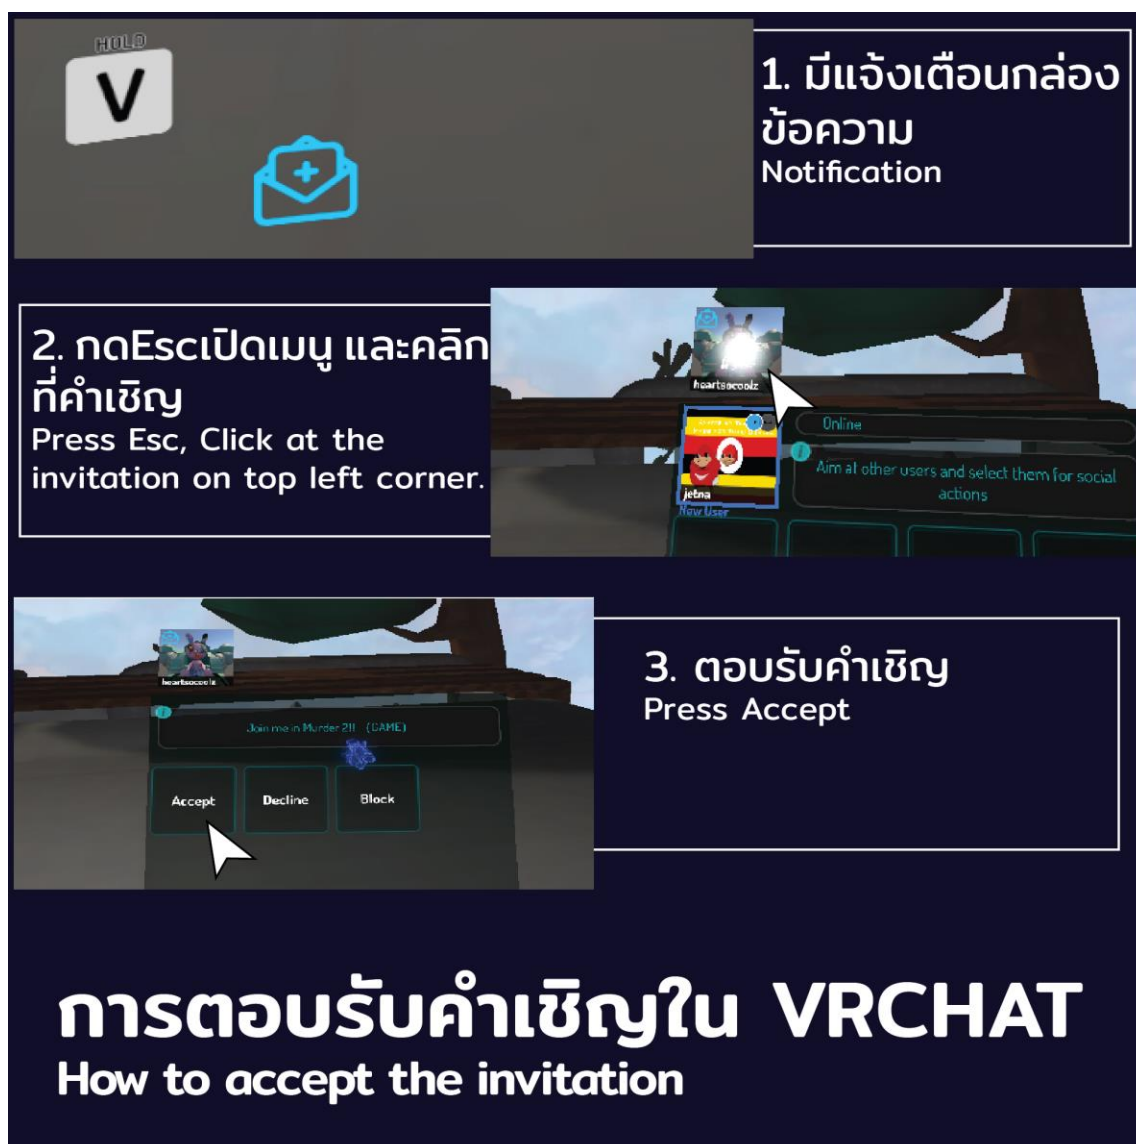 HOLD
V
1. มีแจ้งเตือนกล่อง
ข้อความ
Notification
2. กดEscเปิดเมนู และคลิก
ที่คำเชิญ
Press Esc, Click at the
invitation on top left corner.
heartsocoolz
Online
Aim at other users and select them for social
actions
jetna
New User
heartsocoolz
Join me in Murder 2!! (GAME)
Accept
Decline
Block
3. ตอบรับคำเชิญ
Press Accept
การตอบรับคำเชิญใน VRCHAT
How to accept the invitation